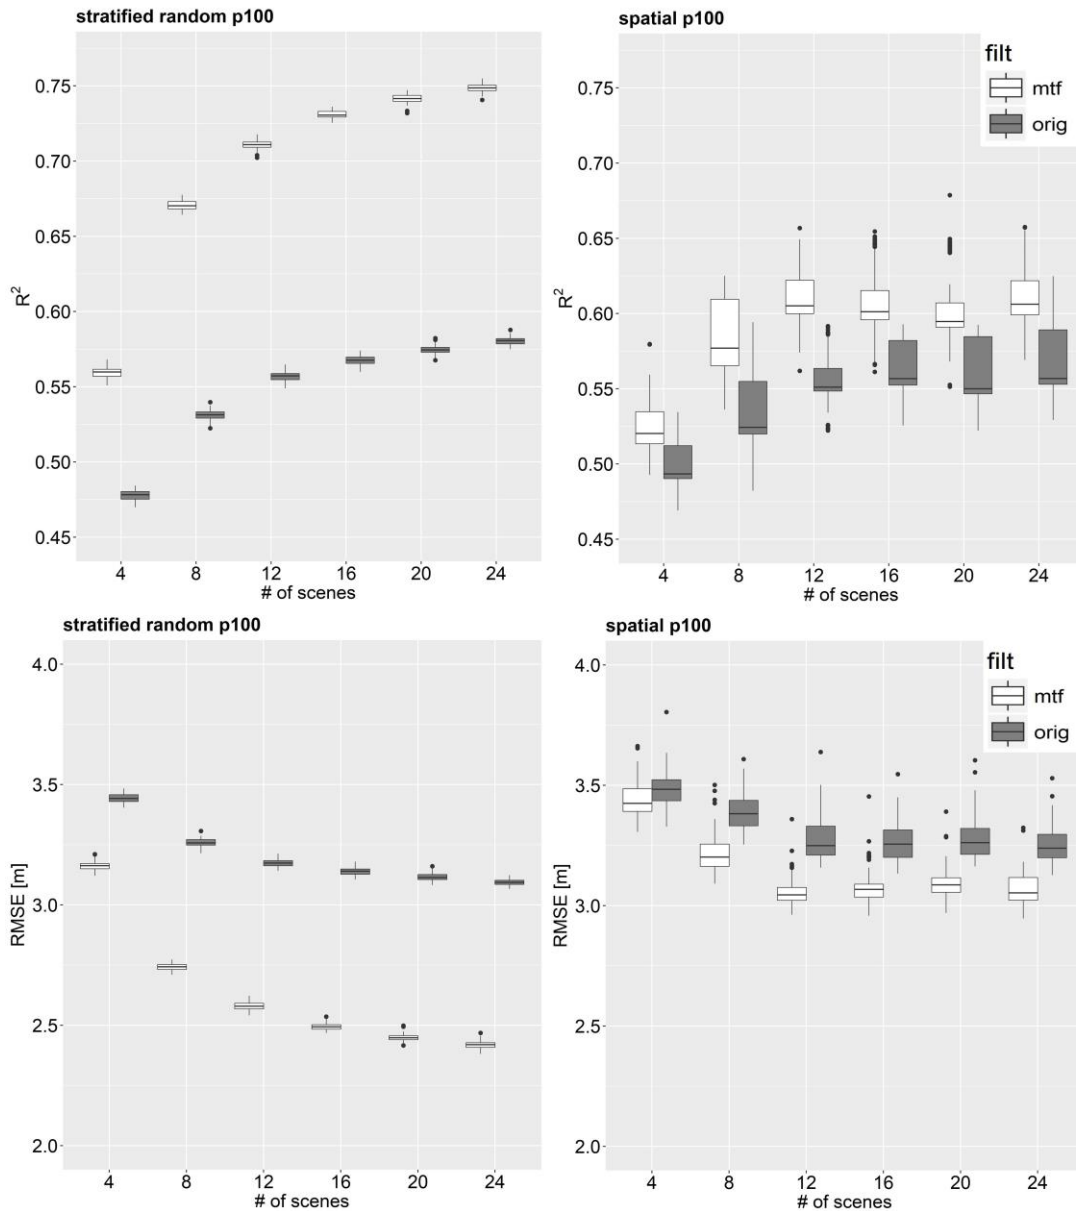 stratified random p100
spatial p100
filt
mtf
orig
R²
0.75
0.70
0.65
0.60
0.55
0.50
0.45
4 8 12 16 20 24
# of scenes
0.75
0.70
0.65
0.60
0.55
0.50
0.45
4 8 12 16 20 24
# of scenes
R²
stratified random p100
spatial p100
filt
mtf
orig
RMSE [m]
4.0
3.5
3.0
2.5
2.0
4 8 12 16 20 24
# of scenes
RMSE [m]
4.0
3.5
3.0
2.5
2.0
4 8 12 16 20 24
# of scenes